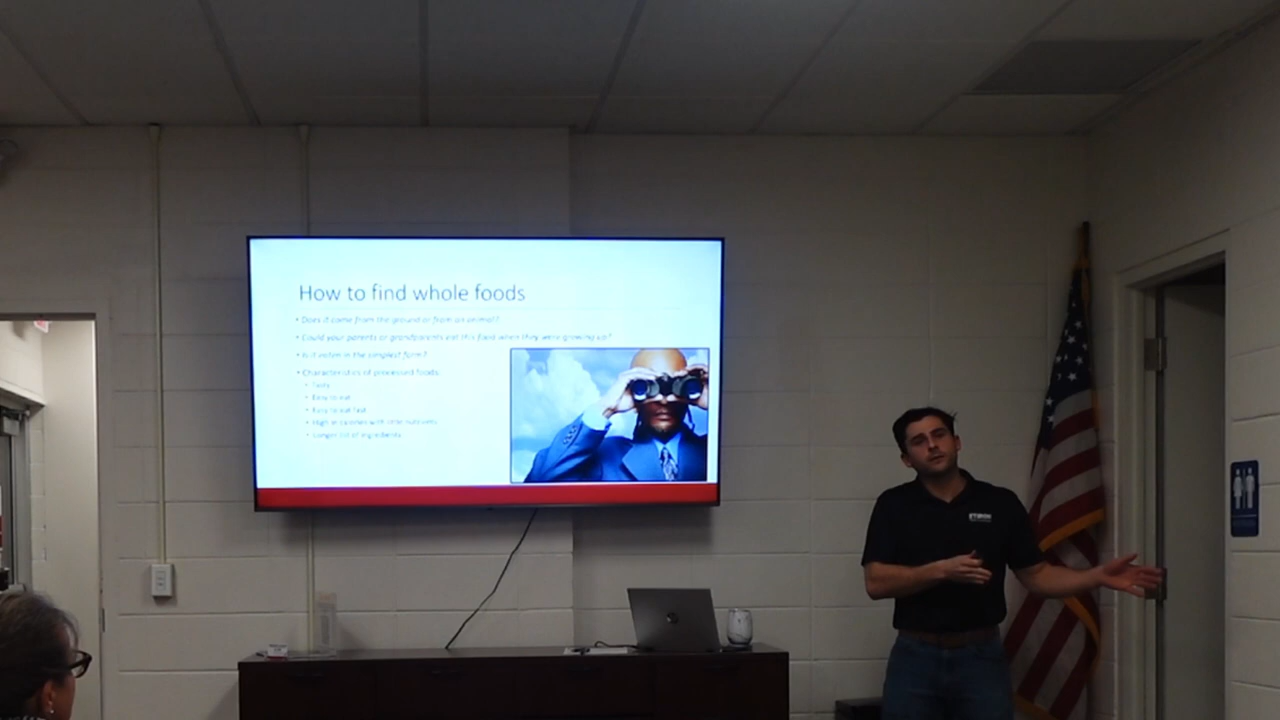 How to find whole foods
• Does it come from the ground or from an animal?
• Could your parents or grandparents eat this food when they were growing up?
• Is it eaten in the simplest form?
• Characteristics of processed foods:
• Tasty
• Easy to eat
• Easy to eat fast
• High in calories with little nutrients
• Longer list of ingredients